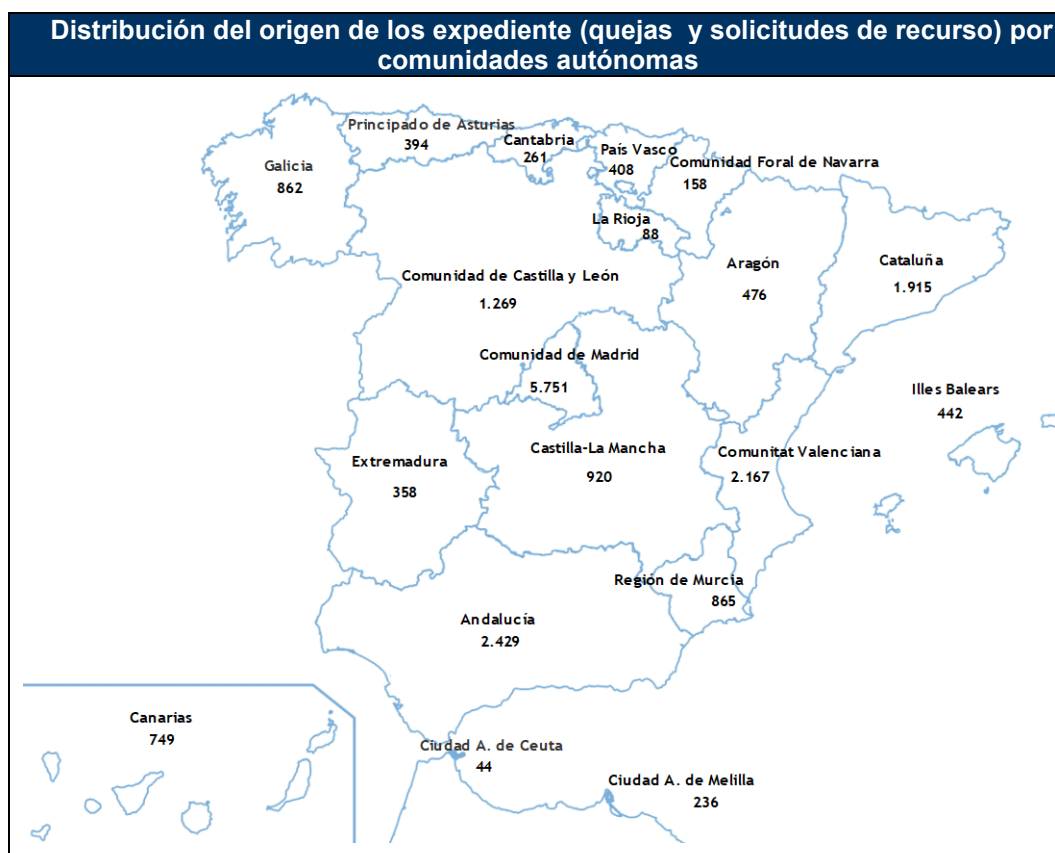 Distribución del origen de los expediente (quejas y solicitudes de recurso) por
comunidades autónomas
Principado de Asturias
394
Cantabria
261
País Vasco
408
Comunidad Foral de Navarra
158
Galicia
862
La Rioja
88
Aragón
476
Cataluña
1.915
Comunidad de Castilla y León
1.269
Comunidad de Madrid
5.751
Illes Balears
442
Extremadura
358
Castilla-La Mancha
920
Comunitat Valenciana
2.167
Región de Murcia
865
Andalucía
2.429
Canarias
749
Ciudad A. de Ceuta
44
Ciudad A. de Melilla
236